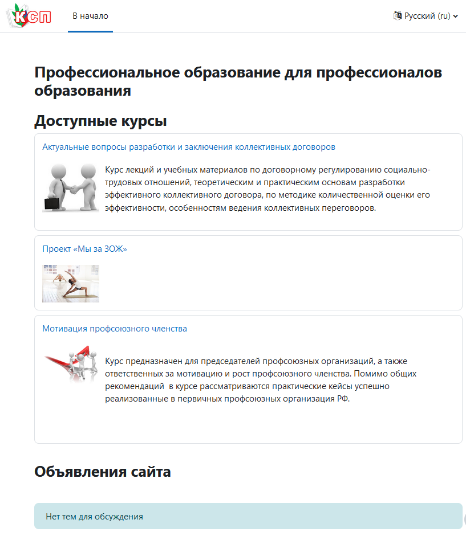 КСП
В начало
Русский (ru)
Профессиональное образование для профессионалов
образования
Доступные курсы
Актуальные вопросы разработки и заключения коллективных договоров
Курс лекций и учебных материалов по договорному регулированию социально-
трудовых отношений, теоретическим и практическим основам разработки
эффективного коллективного договора, по методике количественной оценки его
эффективности, особенностям ведения коллективных переговоров.
Проект «Мы за ЗОЖ»
Мотивация профсоюзного членства
Курс предназначен для председателей профсоюзных организаций, а также
ответственных за мотивацию и рост профсоюзного членства. Помимо общих
рекомендаций в курсе рассматриваются практические кейсы успешно
реализованные в первичных профсоюзных организация РФ.
Объявления сайта
Нет тем для обсуждения